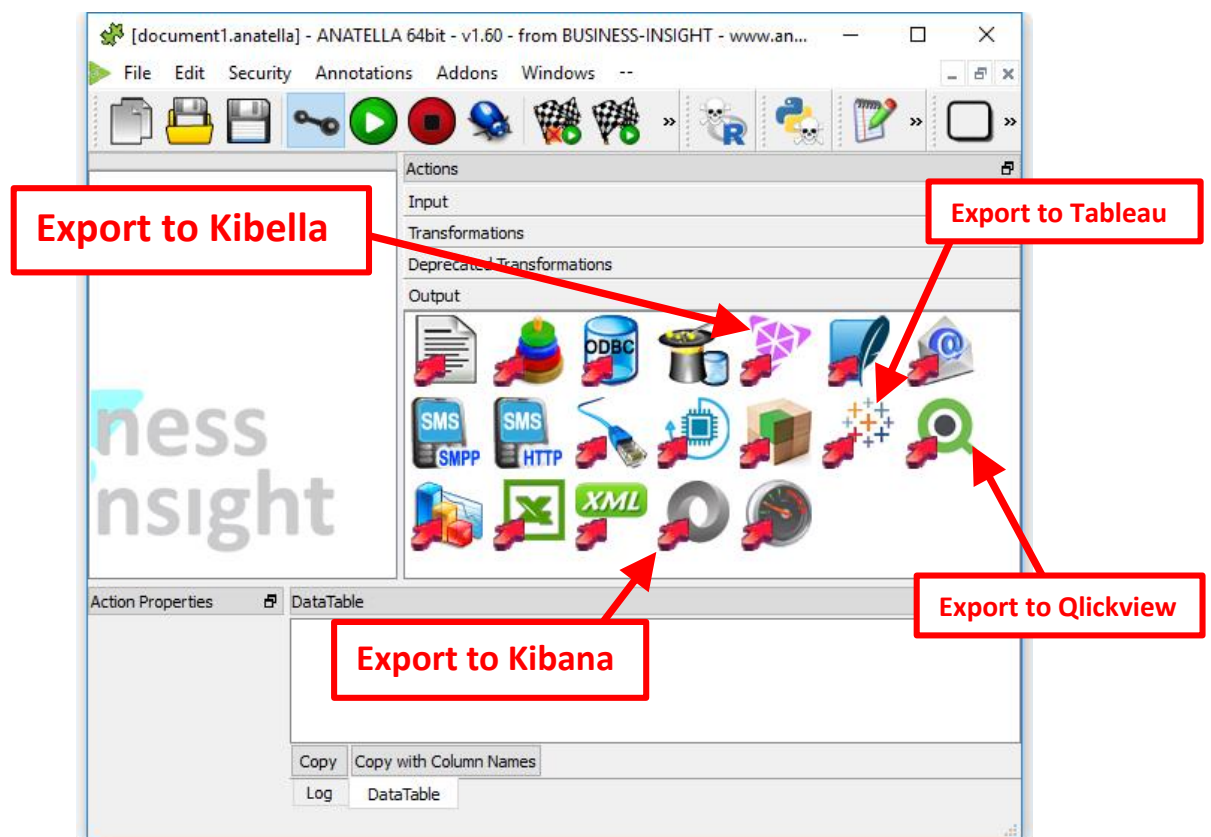 [document1.anatella] - ANATELLA 64bit - v1.60 - from BUSINESS-INSIGHT - www.an...
File Edit Security Annotations Addons Windows --
» R » »
Actions
Input
Export to Tableau
Export to Kibella
Transformations
Deprecated Transformations
Output
ODBC
@
SMS SMPP
SMS HTTP
ness
nsight
XML
Action Properties
DataTable
Export to Qlickview
Export to Kibana
Copy Copy with Column Names
Log DataTable